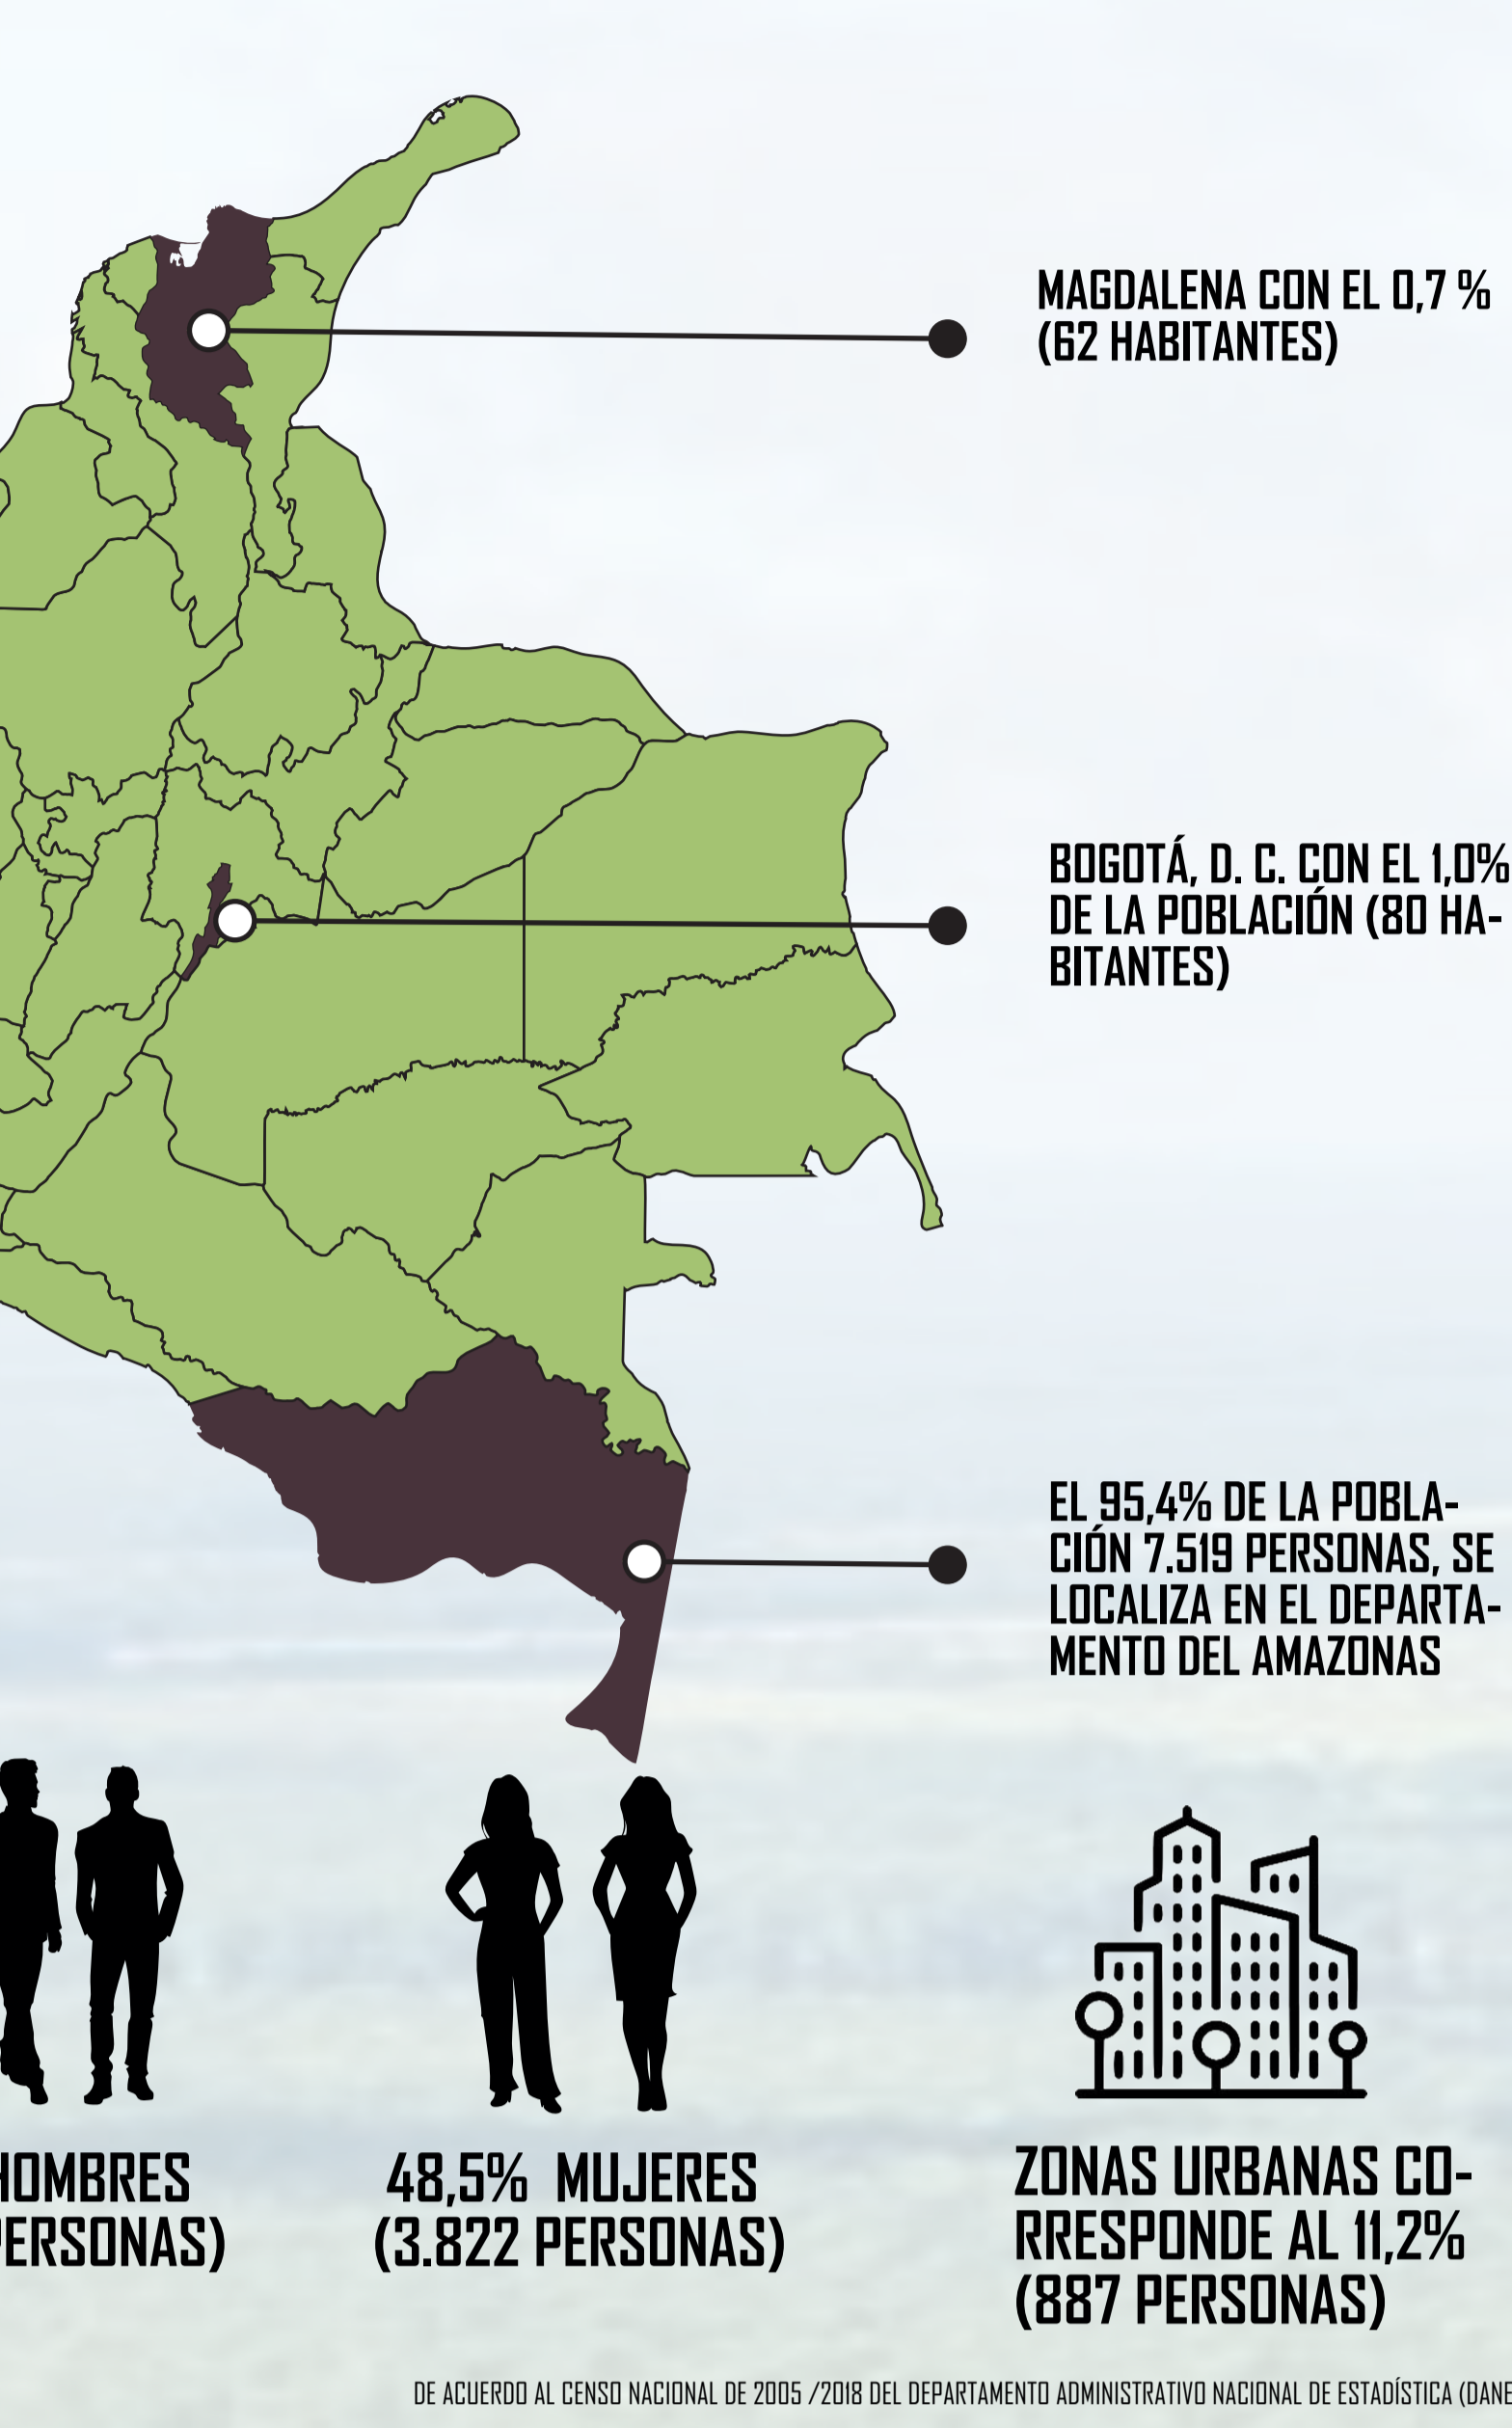 MAGDALENA CON EL 0,7 %
(62 HABITANTES)
BOGOTÁ, D. C. CON EL 1,0%
DE LA POBLACIÓN (80 HA-
BITANTES)
EL 95,4% DE LA POBLA-
CIÓN 7.519 PERSONAS, SE
LOCALIZA EN EL DEPARTA-
MENTO DEL AMAZONAS
HOMBRES
PERSONAS)
48,5% MUJERES
(3.822 PERSONAS)
ZONAS URBANAS CO-
RRESPONDE AL 11,2%
(887 PERSONAS)
DE ACUERDO AL CENSO NACIONAL DE 2005 /2018 DEL DEPARTAMENTO ADMINISTRATIVO NACIONAL DE ESTADÍSTICA (DANE